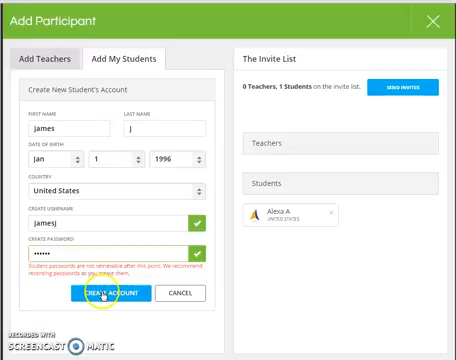 Add Participant
Add Teachers
Add My Students
Create New Student's Account
FIRST NAME
LAST NAME
James
J
DATE OF BIRTH
Jan
1
1996
COUNTRY
United States
CREATE USERNAME
JamesJ
CREATE PASSWORD
••••••
Student passwords are not retrievable after this point. We recommend
recording passwords as you create them.
CREATE ACCOUNT
CANCEL
The Invite List
0 Teachers, 1 Students on the invite list.
SEND INVITES
Teachers
Students
Alexa A
UNITED STATES
RECORDED WITH
SCREENCAST MATIC